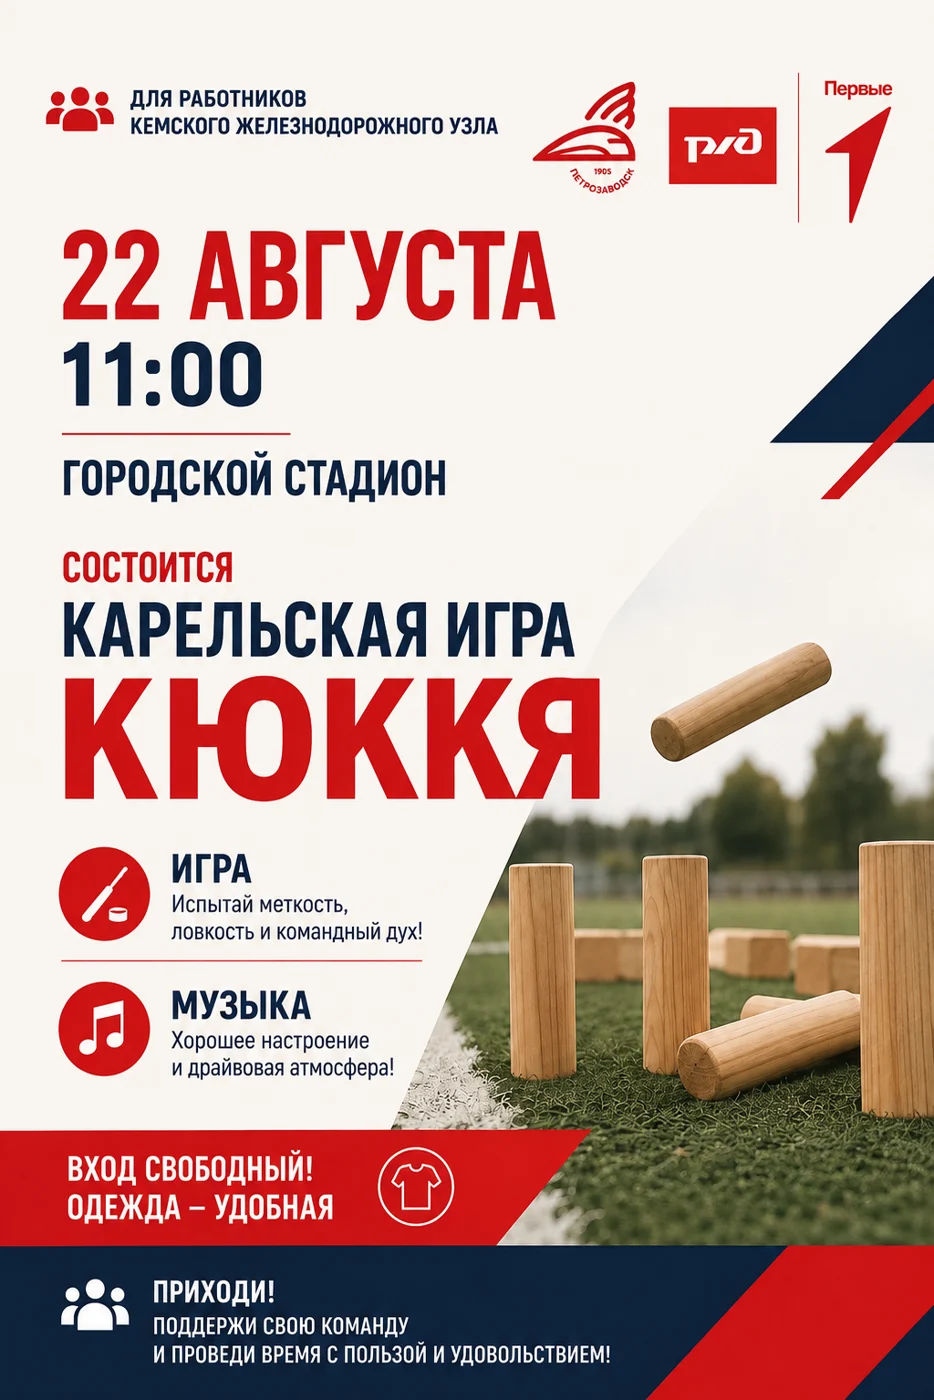 ДЛЯ РАБОТНИКОВ
КЕМСКОГО ЖЕЛЕЗНОДОРОЖНОГО УЗЛА
1905
ПЕТРОЗАВОДСК
ржд
Первые
1
22 АВГУСТА
11:00
ГОРОДСКОЙ СТАДИОН
СОСТОИТСЯ
КАРЕЛЬСКАЯ ИГРА
КЮККЯ
ИГРА
Испытай меткость,
ловкость и командный дух!
МУЗЫКА
Хорошее настроение
и драйвовая атмосфера!
ВХОД СВОБОДНЫЙ!
ОДЕЖДА – УДОБНАЯ
ПРИХОДИ!
ПОДДЕРЖИ СВОЮ КОМАНДУ
И ПРОВЕДИ ВРЕМЯ С ПОЛЬЗОЙ И УДОВОЛЬСТВИЕМ!